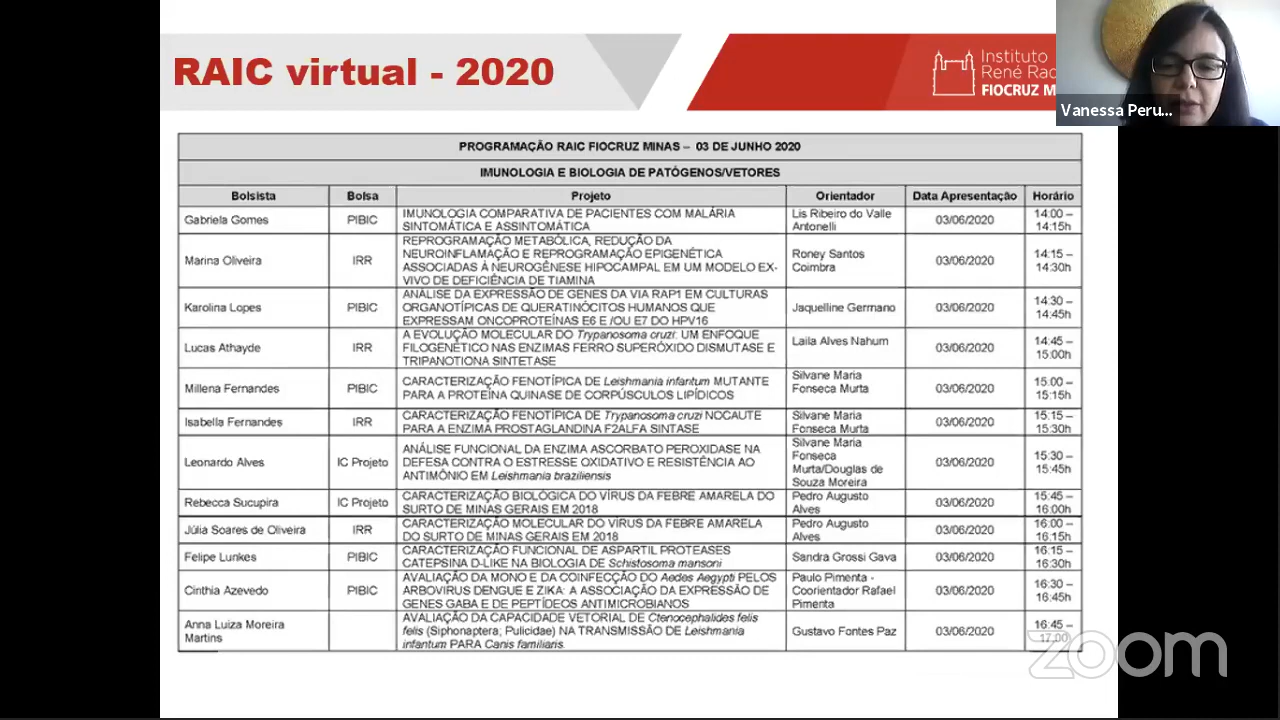 RAIC virtual - 2020
Instituto
René Rac
FIOCRUZ M
Vanessa Peru...
PROGRAMAÇÃO RAIC FIOCRUZ MINAS – 03 DE JUNHO 2020
IMUNOLOGIA E BIOLOGIA DE PATÓGENOS/VETORES
Bolsista Bolsa Projeto Orientador Data Apresentação Horário
Gabriela Gomes PIBIC IMUNOLOGIA COMPARATIVA DE PACIENTES COM MALÁRIA
SINTOMÁTICA E ASSINTOMÁTICA
Lis Ribeiro do Valle
Antonelli
03/06/2020
14:00 –
14:15h
Marina Oliveira
IRR
REPROGRAMAÇÃO METABÓLICA, REDUÇÃO DA
NEUROINFLAMAÇÃO E REPROGRAMAÇÃO EPIGENÉTICA
ASSOCIADAS À NEUROGÊNESE HIPOCAMPAL EM UM MODELO EX-
VIVO DE DEFICIÊNCIA DE TIAMINA
Roney Santos
Coimbra
03/06/2020
14:15 –
14:30h
Karolina Lopes
PIBIC
ANÁLISE DA EXPRESSÃO DE GENES DA VIA RAP1 EM CULTURAS
ORGANOTÍPICAS DE QUERATINÓCITOS HUMANOS QUE
EXPRESSAM ONCOPROTEÍNAS E6 E /OU E7 DO HPV16
Jaquelline Germano
03/06/2020
14:30 –
14:45h
Lucas Athayde
IRR
A EVOLUÇÃO MOLECULAR DO Trypanosoma cruzi: UM ENFOQUE
FILOGENÉTICO NAS ENZIMAS FERRO SUPERÓXIDO DISMUTASE E
TRIPANOTIONA SINTETASE
Laila Alves Nahum
03/06/2020
14:45 –
15:00h
Millena Fernandes
PIBIC
CARACTERIZAÇÃO FENOTÍPICA DE Leishmania infantum MUTANTE
PARA A PROTEÍNA QUINASE DE CORPÚSCULOS LIPÍDICOS
Silvane Maria
Fonseca Murta
03/06/2020
15:00 –
15:15h
Isabella Fernandes
IRR
CARACTERIZAÇÃO FENOTÍPICA DE Trypanosoma cruzi NOCAUTE
PARA A ENZIMA PROSTAGLANDINA F2ALFA SINTASE
Silvane Maria
Fonseca Murta
03/06/2020
15:15 –
15:30h
Leonardo Alves
IC Projeto
ANÁLISE FUNCIONAL DA ENZIMA ASCORBATO PEROXIDASE NA
DEFESA CONTRA O ESTRESSE OXIDATIVO E RESISTÊNCIA AO
ANTIMÔNIO EM Leishmania braziliensis
Silvane Maria
Fonseca
Murta/Douglas de
Souza Moreira
03/06/2020
15:30 –
15:45h
Rebecca Sucupira
IC Projeto
CARACTERIZAÇÃO BIOLÓGICA DO VÍRUS DA FEBRE AMARELA DO
SURTO DE MINAS GERAIS EM 2018
Pedro Augusto
Alves
03/06/2020
15:45 –
16:00h
Júlia Soares de Oliveira
IRR
CARACTERIZAÇÃO MOLECULAR DO VÍRUS DA FEBRE AMARELA
DO SURTO DE MINAS GERAIS EM 2018
Pedro Augusto
Alves
03/06/2020
16:00 –
16:15h
Felipe Lunkes
PIBIC
CARACTERIZAÇÃO FUNCIONAL DE ASPARTIL PROTEASES
CATEPSINA D-LIKE NA BIOLOGIA DE Schistosoma mansoni
Sandra Grossi Gava
03/06/2020
16:15 –
16:30h
Cinthia Azevedo
PIBIC
AVALIAÇÃO DA MONO E DA COINFECÇÃO DO Aedes Aegypti PELOS
ARBOVIRUS DENGUE E ZIKA: A ASSOCIAÇÃO DA EXPRESSÃO DE
GENES GABA E DE PEPTÍDEOS ANTIMICROBIANOS
Paulo Pimenta -
Coorientador Rafael
Pimenta
03/06/2020
16:30 –
16:45h
Anna Luiza Moreira
Martins
AVALIAÇÃO DA CAPACIDADE VETORIAL DE Ctenocephalides felis
felis (Siphonaptera; Pulicidae) NA TRANSMISSÃO DE Leishmania
infantum PARA Canis familiaris.
Gustavo Fontes Paz
03/06/2020
16:45 –
17:00
zoom